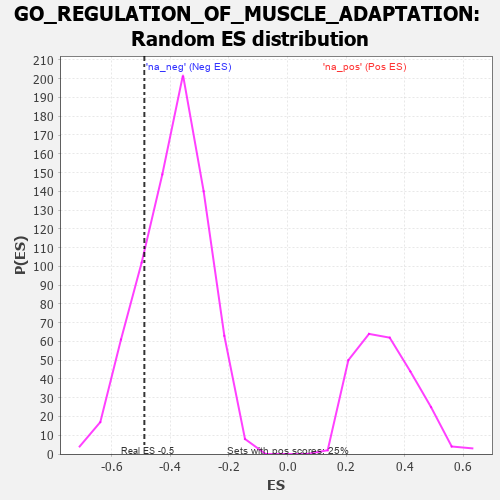 GO_REGULATION_OF_MUSCLE_ADAPTATION:
Random ES distribution
'na_neg' (Neg ES)
'na_pos' (Pos ES)
210
200
190
180
170
160
150
140
130
120
110
100
90
80
70
60
50
40
30
20
10
0
P(ES)
Real ES -0.5
Sets with pos scores: 25%
-0.6 -0.4 -0.2 0.0 0.2 0.4 0.6
ES